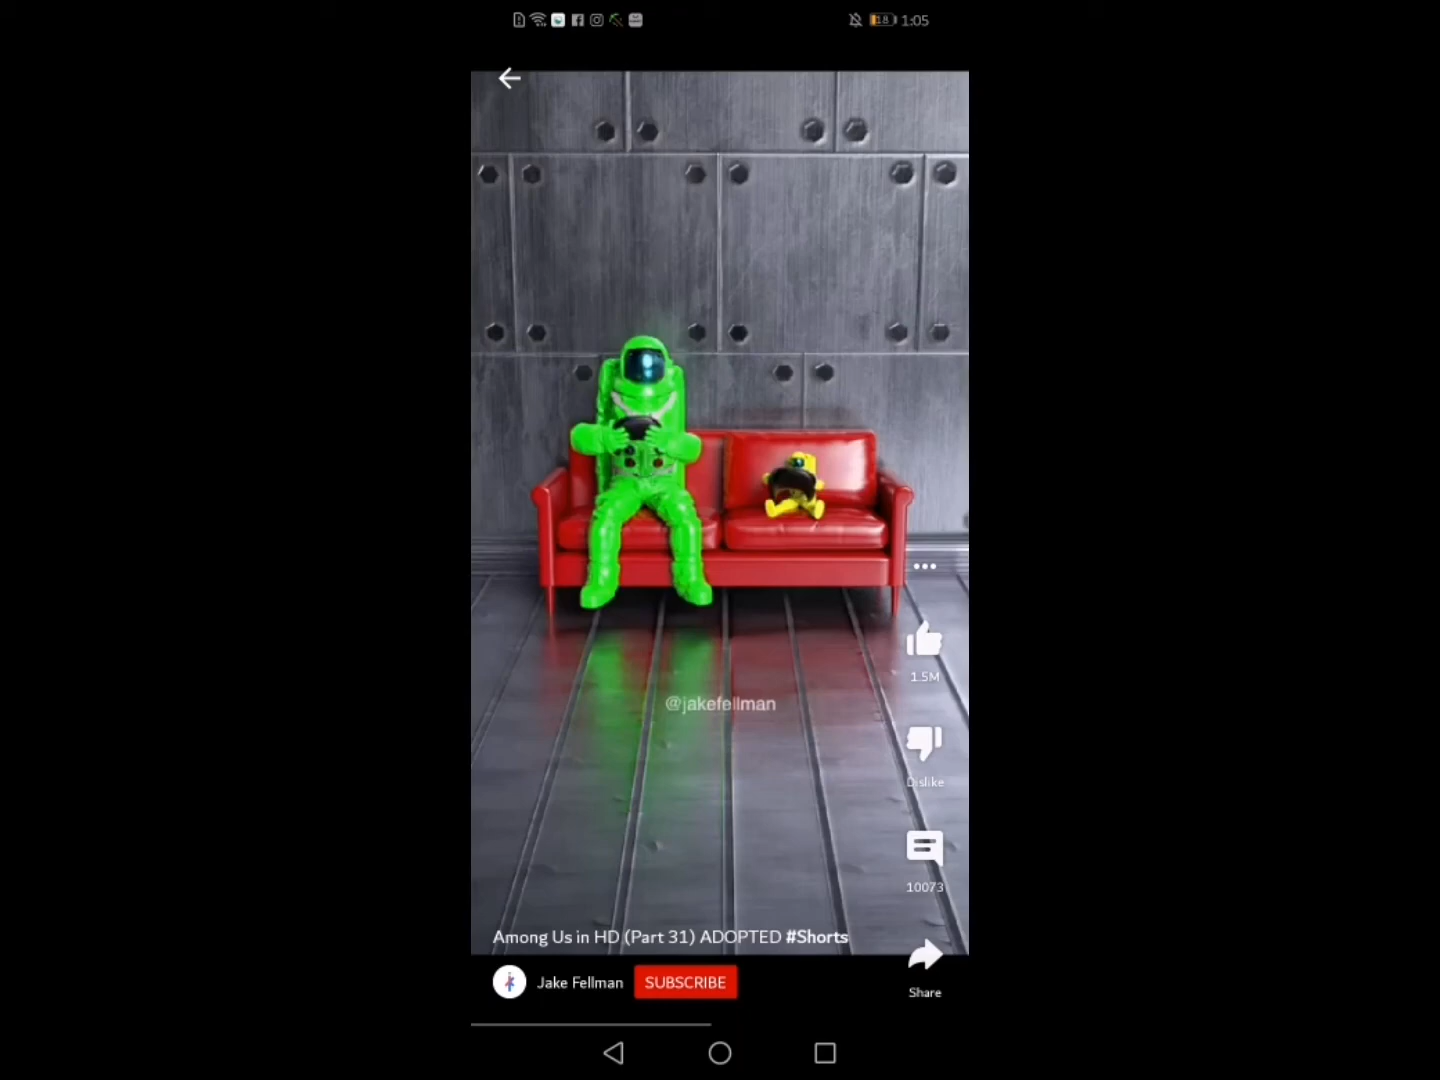 18 1:05
@jakefellman
1.5M
Dislike
10073
Among Us in HD (Part 31) ADOPTED #Shorts
Jake Fellman SUBSCRIBE
Share